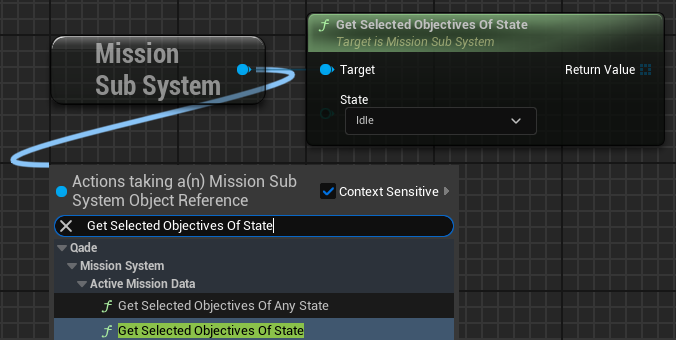 Mission
Sub System
f Get Selected Objectives Of State
Target is Mission Sub System
Target
Return Value
State
Idle
Actions taking a(n) Mission Sub
System Object Reference
Context Sensitive
Get Selected Objectives Of State
Qade
Mission System
Active Mission Data
f Get Selected Objectives Of Any State
f Get Selected Objectives Of State